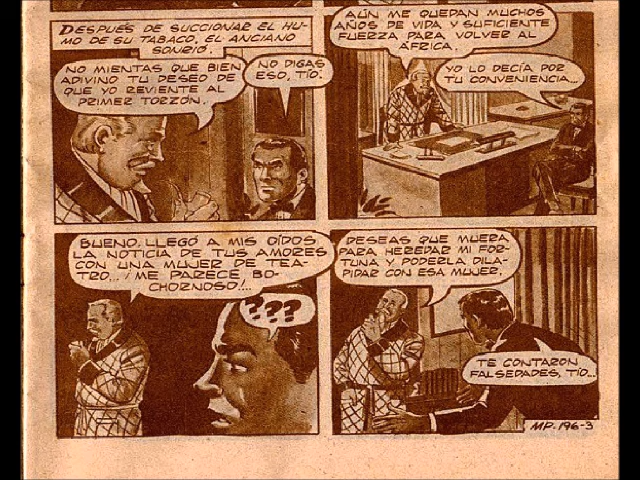 DESPUÉS DE SUCCIONAR EL HU-
MO DE SU TABACO, EL ANCIANO
SONRIÓ.
NO MIENTAS QUE BIEN
ADIVINO TU DESEO DE
QUE YO REVIENTE AL
PRIMER TORZÓN.
NO DIGAS
ESO, TÍO.
AÚN ME QUEDAN MUCHOS
AÑOS DE VIDA Y SUFICIENTE
FUERZA PARA VOLVER AL
ÁFRICA.
YO LO DECÍA POR
TU CONVENIENCIA...
BUENO, LLEGÓ A MIS OÍDOS
LA NOTICIA DE TUS AMORES
CON UNA MUJER DE TEA-
TRO...¡ ME PARECE BO-
CHORNOSO!...
???
DESEAS QUE MUERA
PARA HEREDAR MI FOR-
TUNA Y PODERLA DILA-
PIDAR CON ESA MUJER.
TE CONTARON
FALSEDADES, TÍO...
MP. 196-3